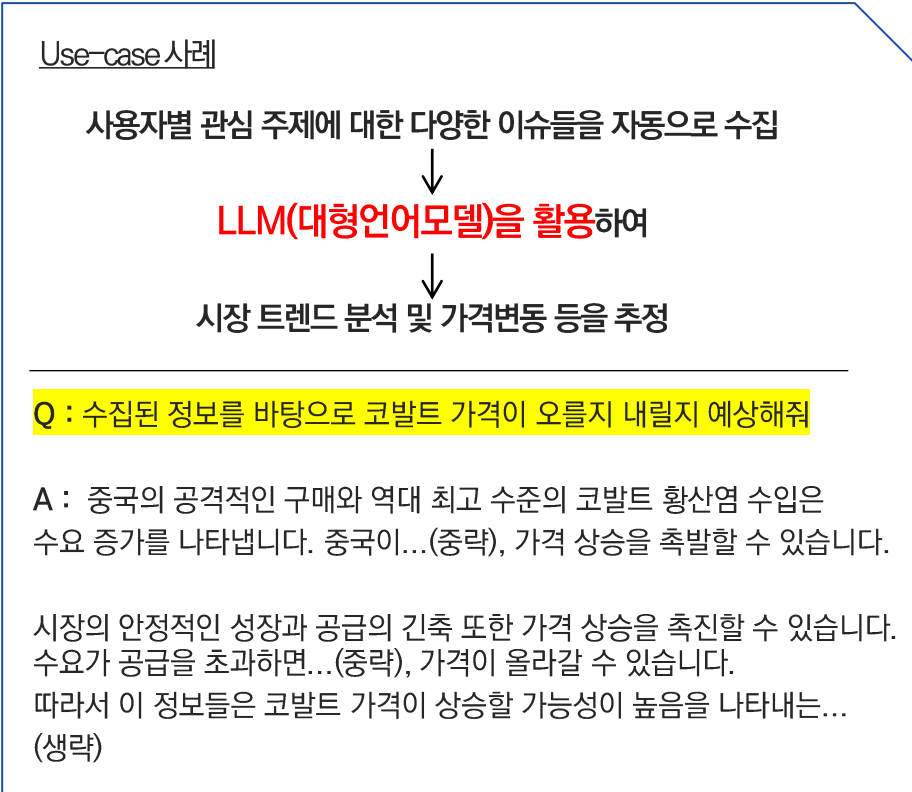 Use-case 사례
사용자별 관심 주제에 대한 다양한 이슈들을 자동으로 수집
LLM(대형언어모델)을 활용하여
시장 트렌드 분석 및 가격변동 등을 추정
Q : 수집된 정보를 바탕으로 코발트 가격이 오를지 내릴지 예상해줘
A : 중국의 공격적인 구매와 역대 최고 수준의 코발트 황산염 수입은
수요 증가를 나타냅니다. 중국이...(중략), 가격 상승을 촉발할 수 있습니다.
시장의 안정적인 성장과 공급의 긴축 또한 가격 상승을 촉진할 수 있습니다.
수요가 공급을 초과하면...(중략), 가격이 올라갈 수 있습니다.
따라서 이 정보들은 코발트 가격이 상승할 가능성이 높음을 나타내는...
(생략)